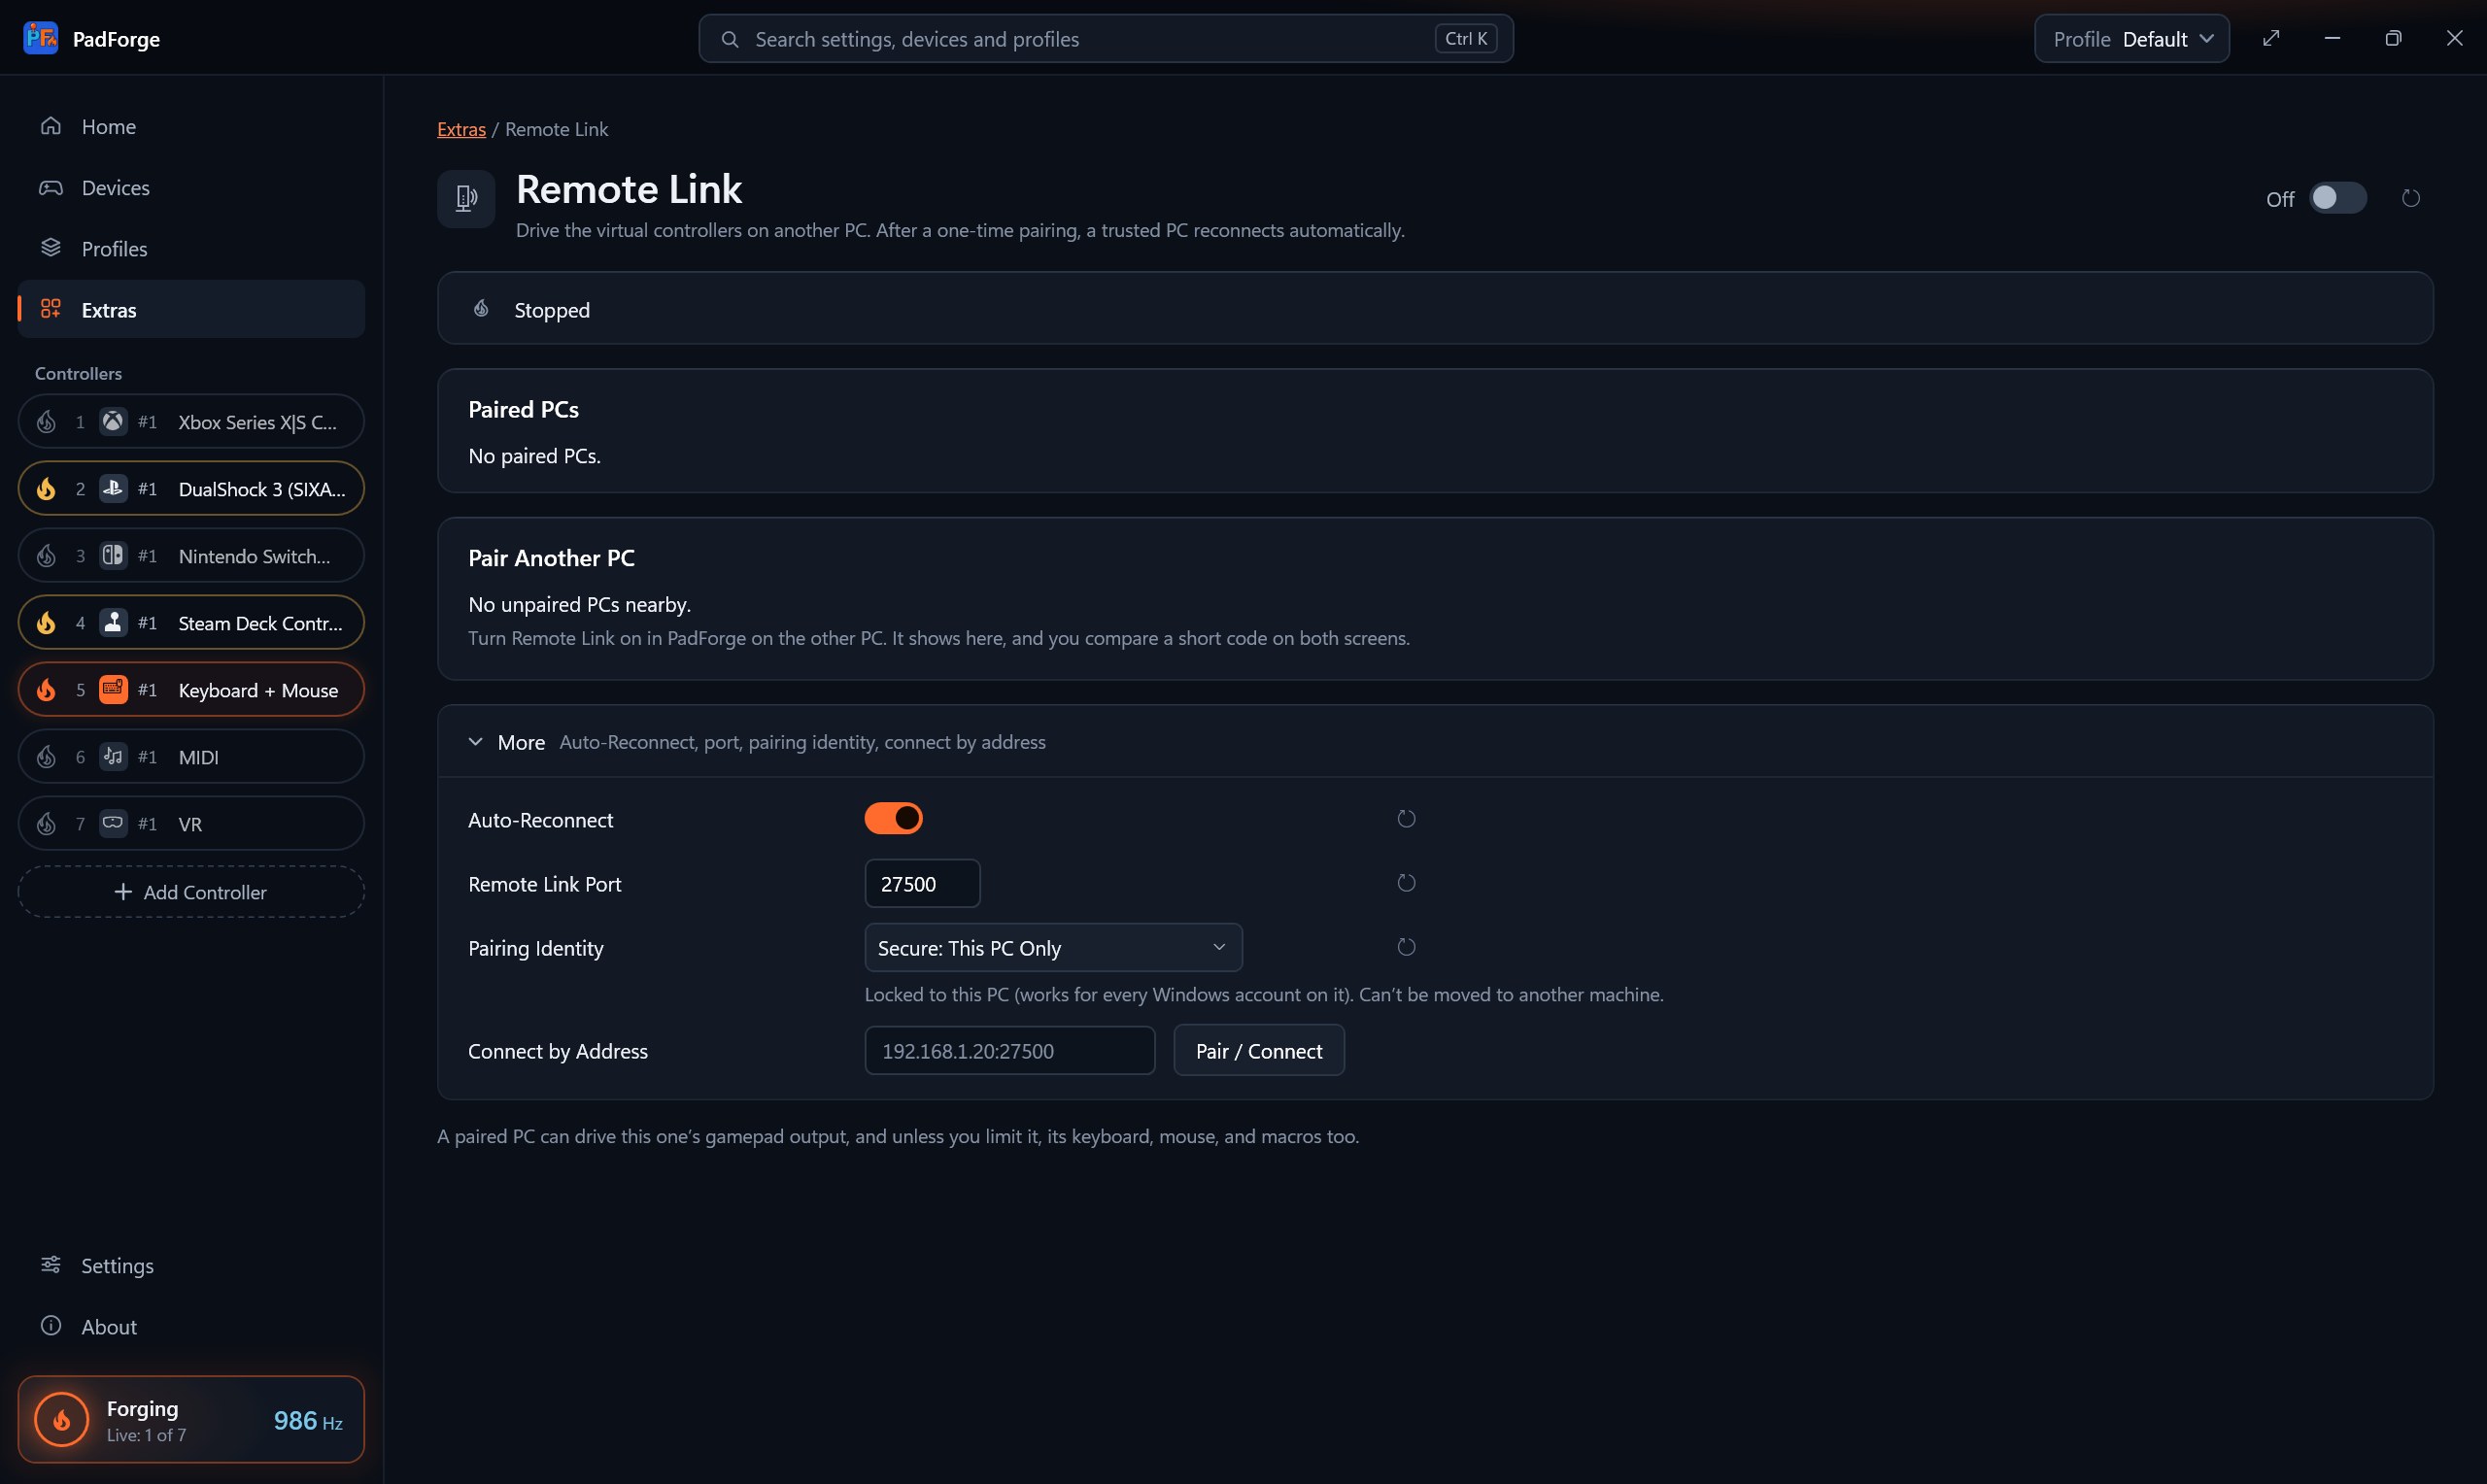 PadForge
Search settings, devices and profiles
Ctrl K
Profile Default
Home
Devices
Profiles
Extras
Controllers
1 #1 Xbox Series X|S C...
2 #1 DualShock 3 (SIXA...
3 #1 Nintendo Switch...
4 #1 Steam Deck Contr...
5 #1 Keyboard + Mouse
6 #1 MIDI
7 #1 VR
+ Add Controller
Settings
About
Forging
Live: 1 of 7
986 Hz
Extras / Remote Link
Remote Link
Drive the virtual controllers on another PC. After a one-time pairing, a trusted PC reconnects automatically.
Off
Stopped
Paired PCs
No paired PCs.
Pair Another PC
No unpaired PCs nearby.
Turn Remote Link on in PadForge on the other PC. It shows here, and you compare a short code on both screens.
More Auto-Reconnect, port, pairing identity, connect by address
Auto-Reconnect
Remote Link Port 27500
Pairing Identity Secure: This PC Only
Locked to this PC (works for every Windows account on it). Can’t be moved to another machine.
Connect by Address 192.168.1.20:27500 Pair / Connect
A paired PC can drive this one’s gamepad output, and unless you limit it, its keyboard, mouse, and macros too.